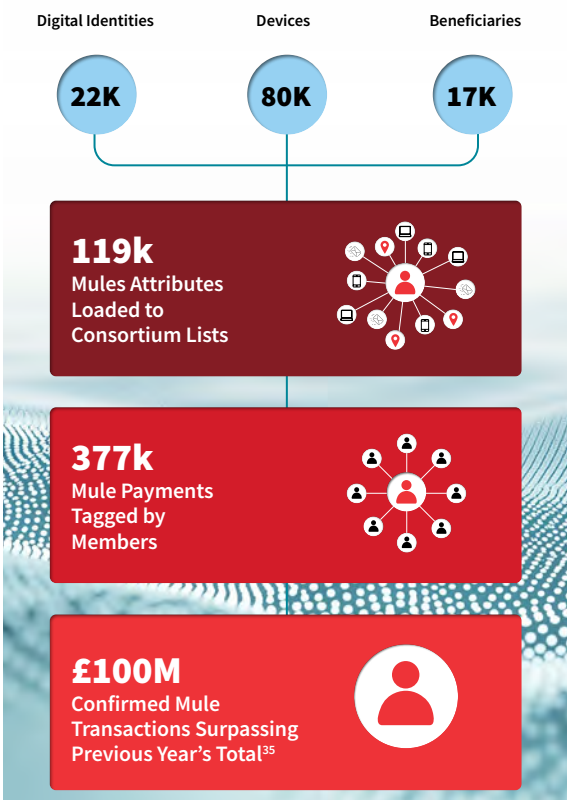 Digital Identities
Devices
Beneficiaries
22K
80K
17K
119k
Mules Attributes
Loaded to
Consortium Lists
377k
Mule Payments
Tagged by
Members
£100M
Confirmed Mule
Transactions Surpassing
Previous Year’s Total35